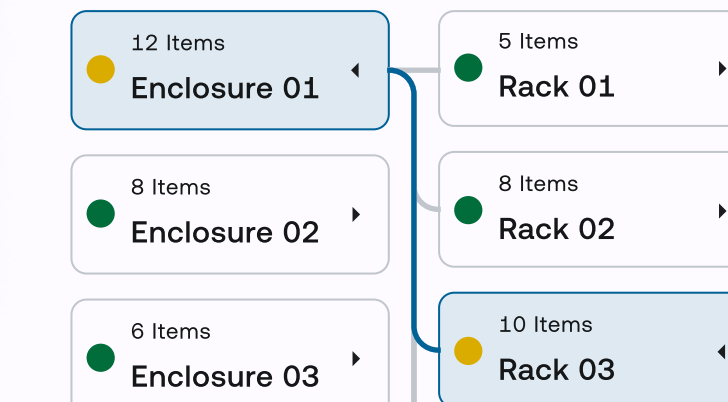 12 Items
Enclosure 01
8 Items
Enclosure 02
6 Items
Enclosure 03
5 Items
Rack 01
8 Items
Rack 02
10 Items
Rack 03